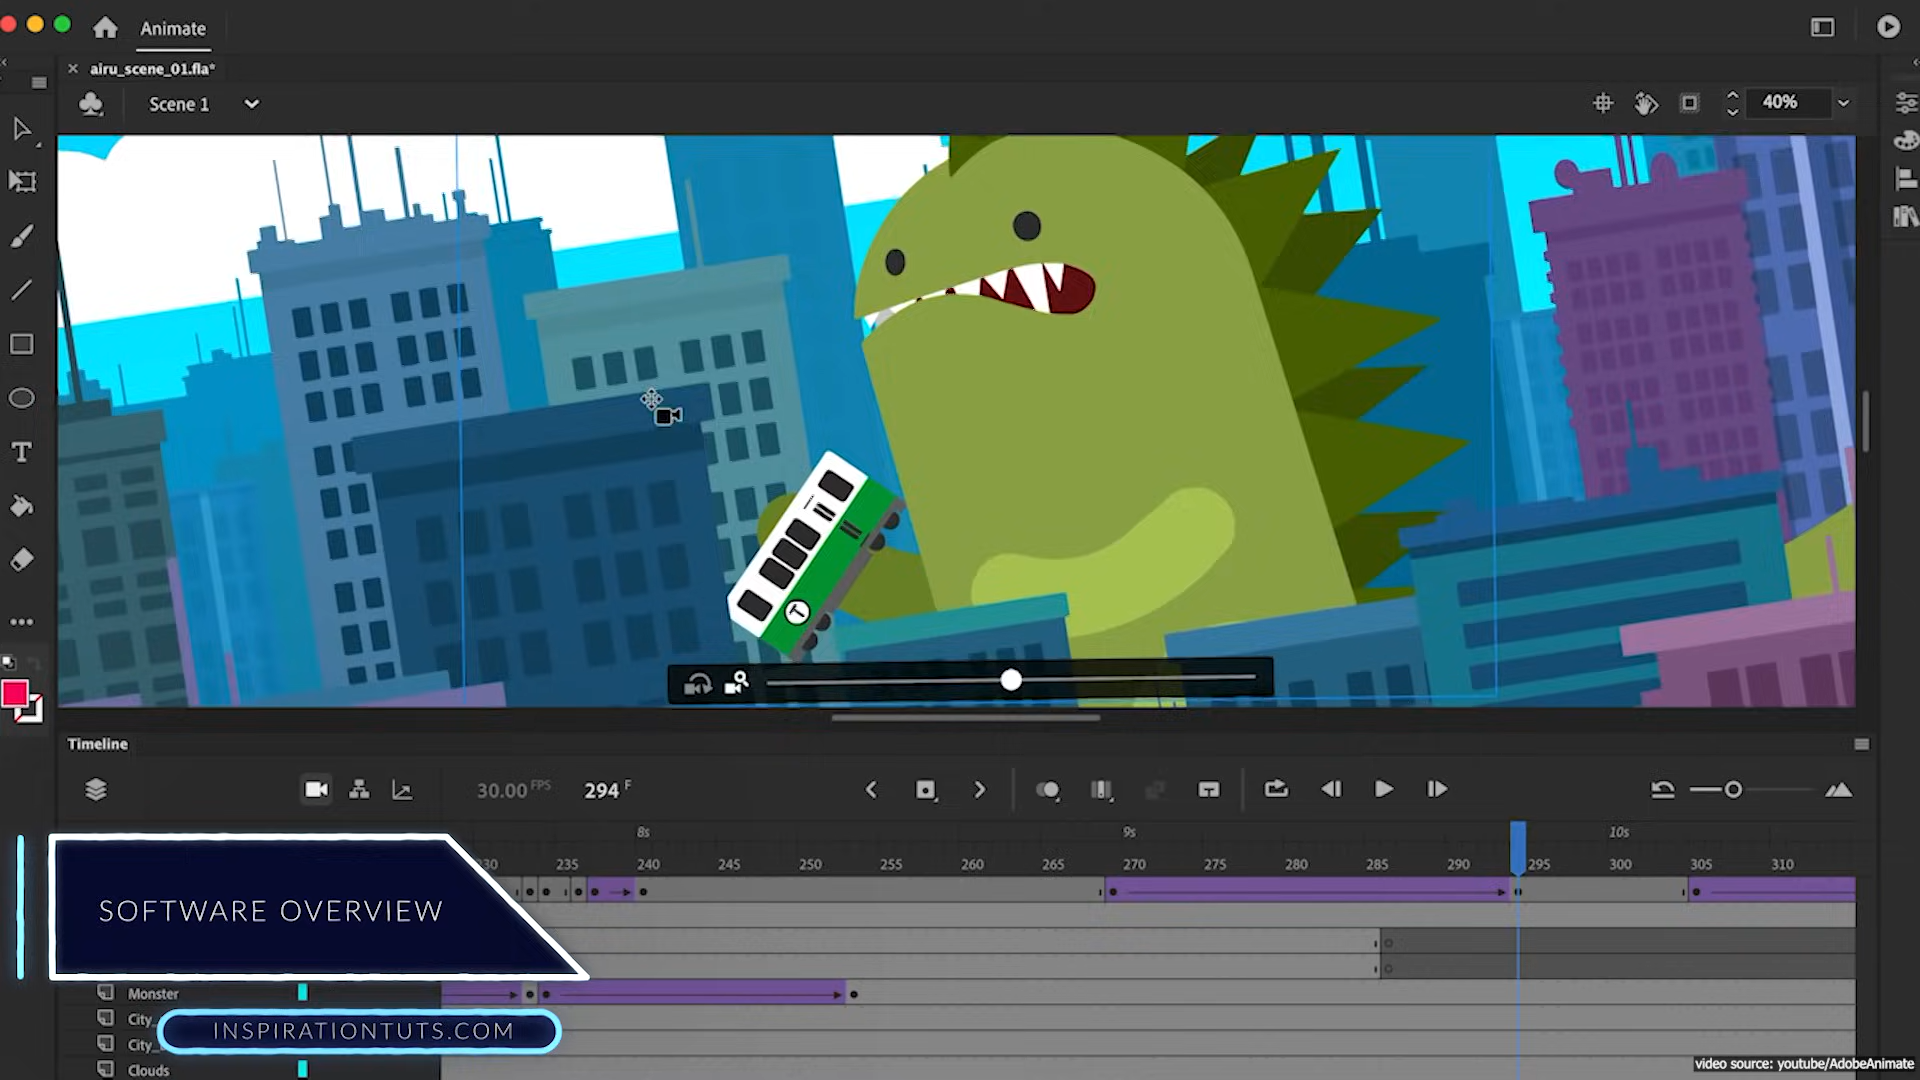 Animate
airu_scene_01.fla*
Scene 1
40%
T
T
Timeline
30.00 FPS
294 F
8s 9s 10s
230 235 240 245 250 255 260 265 270 275 280 285 290 295 300 305 310
SOFTWARE OVERVIEW
Monster
INSPIRATIONTUTS.COM
City_
City_
Clouds
video source: youtube/AdobeAnimate